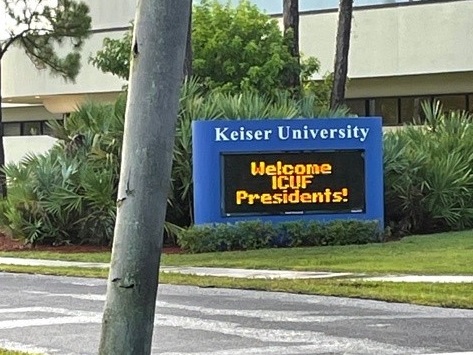 Keiser University
Welcome
ICUF
Presidents!